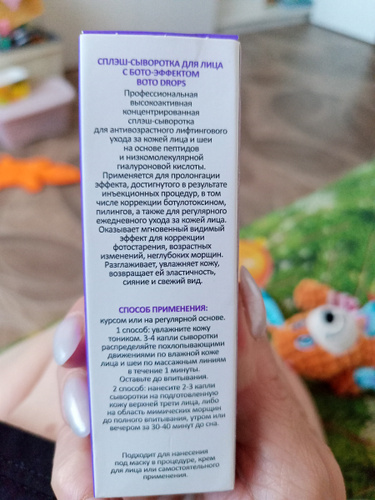 СПЛЭШ-СЫВОРОТКА ДЛЯ ЛИЦА
С БОТО-ЭФФЕКТОМ
BOTO DROPS
Профессиональная
высокоактивная
концентрированная
сплэш-сыворотка
для антивозрастного лифтингового
ухода за кожей лица и шеи
на основе пептидов
и низкомолекулярной
гиалуроновой кислоты.
Применяется для пролонгации
эффекта, достигнутого в результате
инъекционных процедур, в том
числе коррекции ботулотоксином,
пилингов, а также для регулярного
ежедневного ухода за кожей лица.
Оказывает мгновенный видимый
эффект для коррекции
фотостарения, возрастных
изменений, неглубоких морщин.
Разглаживает, увлажняет кожу,
возвращает ей эластичность,
сияние и свежий вид.
СПОСОБ ПРИМЕНЕНИЯ:
курсом или на регулярной основе.
1 способ: увлажните кожу
тоником. 3-4 капли сыворотки
распределяйте похлопывающими
движениями по влажной коже
лица и шеи по массажным линиям
в течение 1 минуты.
Оставьте до впитывания.
2 способ: нанесите 2-3 капли
сыворотки на подготовленную
кожу верхней трети лица, либо
на область мимических морщин
до полного впитывания, утром или
вечером за 30-40 минут до сна.
Подходит для нанесения
под маску в процедуре, крем
для лица или самостоятельного
применения.